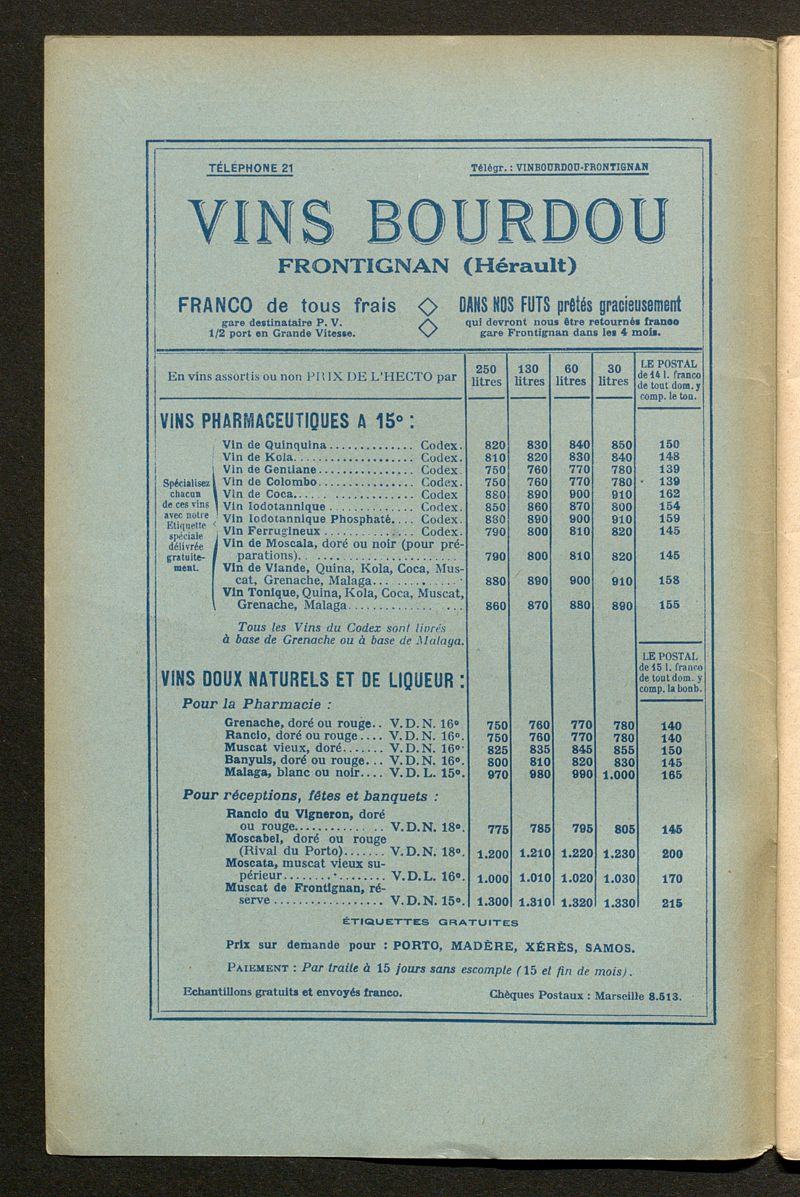 TÉLÉPHONE 21 Télégr. : VINBOURDOU-FRONTIGNAN
VINS BOURDOU
FRONTIGNAN (Hérault)
FRANCO de tous frais ◇ DANS NOS FUTS prêtés gracieusement
gare destinataire P. V. ◇ qui devront nous être retournés franco
1/2 port en Grande Vitesse. gare Frontignan dans les 4 mois.
En vins assortis ou non PRIX DE L'HECTO par 250 litres 130 litres 60 litres 30 litres LE POSTAL
de 14 l. franco
de tout dom. y
comp. le ton.
VINS PHARMACEUTIQUES A 15° :
Spécialisez
chacun
de ces vins
avec notre
Etiquette
spéciale
délivrée
gratuite-
ment.
Vin de Quinquina .............. Codex. 820 830 840 850 150
Vin de Kola.................... Codex. 810 820 830 840 148
Vin de Gentiane................ Codex. 750 760 770 780 139
Vin de Colombo................. Codex. 750 760 770 780 139
Vin de Coca.................... Codex 880 890 900 910 162
Vin Iodotannique .............. Codex. 850 860 870 800 154
Vin Iodotannique Phosphaté.... Codex. 880 890 900 910 159
Vin Ferrugineux ............... Codex. 790 800 810 820 145
Vin de Moscala, doré ou noir (pour pré-
parations)........................ 790 800 810 820 145
Vin de Viande, Quina, Kola, Coca, Mus-
cat, Grenache, Malaga............. 880 890 900 910 158
Vin Tonique, Quina, Kola, Coca, Muscat,
Grenache, Malaga.................. 860 870 880 890 155
Tous les Vins du Codex sont livrés
à base de Grenache ou à base de Malaga.
LE POSTAL
de 15 l. franco
de tout dom. y
comp. la bonb.
VINS DOUX NATURELS ET DE LIQUEUR :
Pour la Pharmacie :
Grenache, doré ou rouge.. V.D.N. 16° 750 760 770 780 140
Rancio, doré ou rouge .... V.D.N. 16°. 750 760 770 780 140
Muscat vieux, doré....... V.D.N. 16°. 825 835 845 855 150
Banyuls, doré ou rouge... V.D.N. 16°. 800 810 820 830 145
Malaga, blanc ou noir.... V.D.L. 15°. 970 980 990 1.000 165
Pour réceptions, fêtes et banquets :
Rancio du Vigneron, doré
ou rouge.............. V.D.N. 18°. 775 785 795 805 145
Moscabel, doré ou rouge
(Rival du Porto)....... V.D.N. 18°. 1.200 1.210 1.220 1.230 200
Moscata, muscat vieux su-
périeur................ V.D.L. 16°. 1.000 1.010 1.020 1.030 170
Muscat de Frontignan, ré-
serve ................. V.D.N. 15°. 1.300 1.310 1.320 1.330 215
ÉTIQUETTES GRATUITES
Prix sur demande pour : PORTO, MADÈRE, XÉRÈS, SAMOS.
PAIEMENT : Par traite à 15 jours sans escompte (15 et fin de mois).
Echantillons gratuits et envoyés franco. Chèques Postaux : Marseille 8.513.